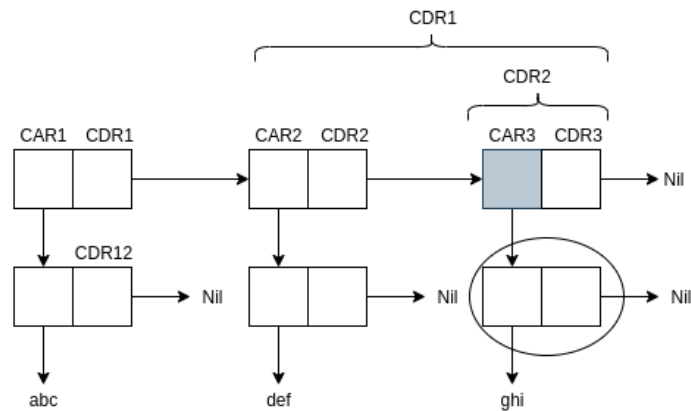 CDR1
CDR2
CAR1 CDR1 CAR2 CDR2 CAR3 CDR3
Nil
CDR12
Nil Nil Nil
abc def ghi